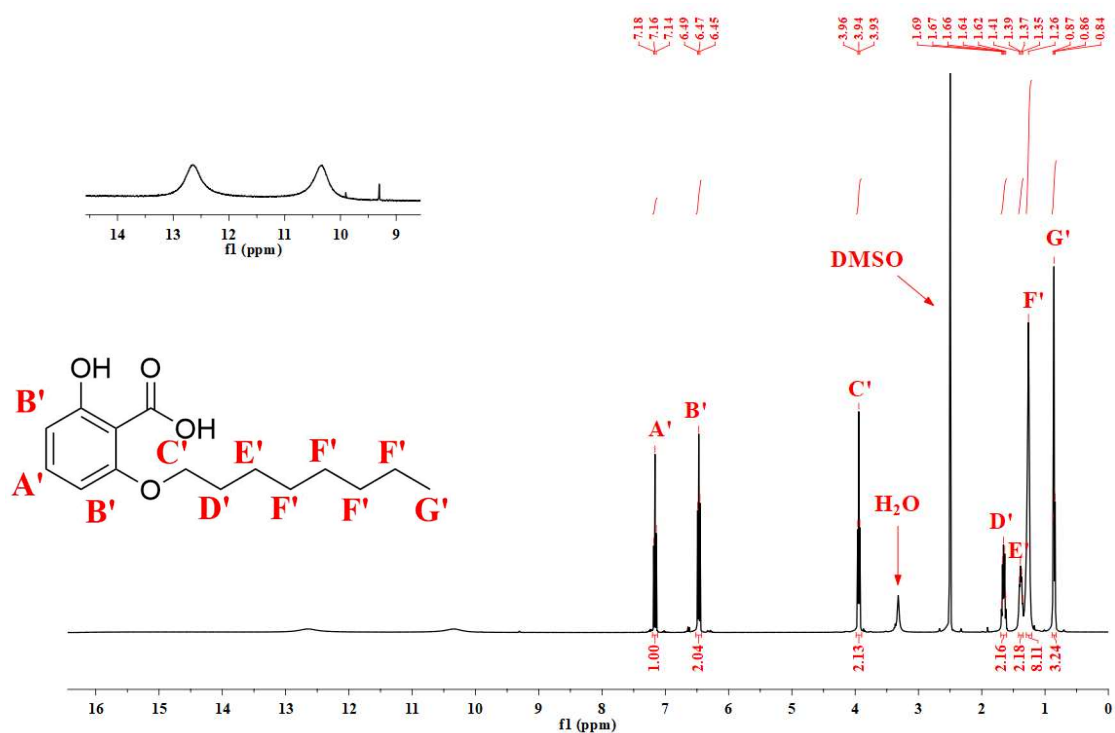 7.18
7.16
7.14
6.49
6.47
6.45
3.96
3.94
3.93
1.69
1.67
1.66
1.64
1.62
1.41
1.39
1.37
1.35
1.26
0.87
0.86
0.84
14 13 12 11 10 9
f1 (ppm)
DMSO
G'
F'
OH
O
B'
OH
A'
B'
O
C'
D'
E'
F'
F'
F'
F'
G'
A'
B'
C'
H₂O
D'
E'
1.00
2.04
2.13
2.16
2.18
8.11
3.24
16 15 14 13 12 11 10 9 8 7 6 5 4 3 2 1 0
f1 (ppm)